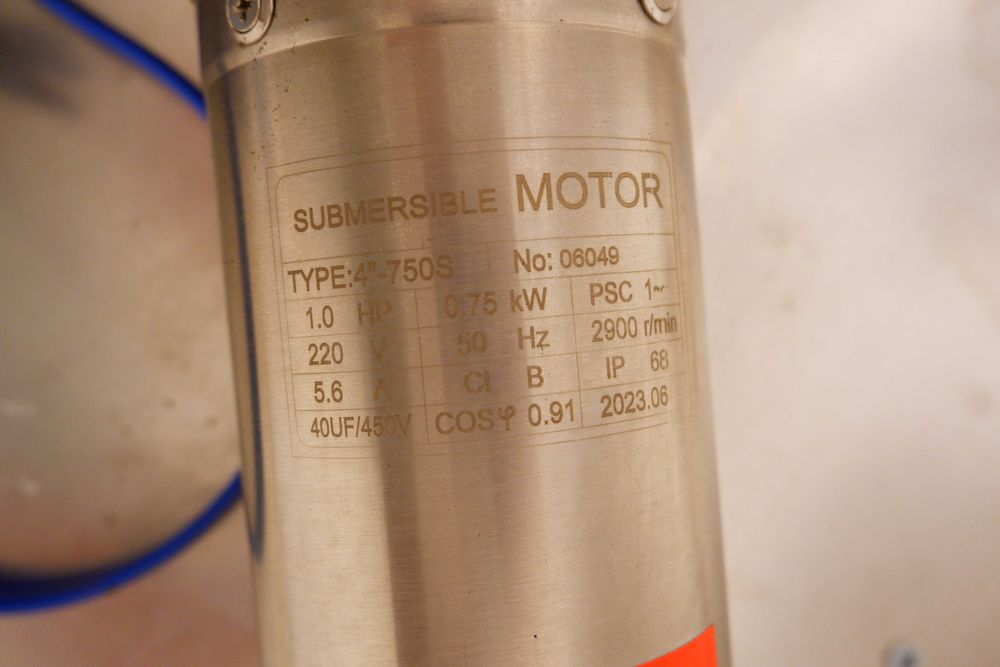 SUBMERSIBLE MOTOR
TYPE:4"-750S No: 06049
1.0 HP 0.75 kW PSC 1~
220 V 50 Hz 2900 r/min
5.6 A Cl B IP 68
40UF/450V COSφ 0.91 2023.06